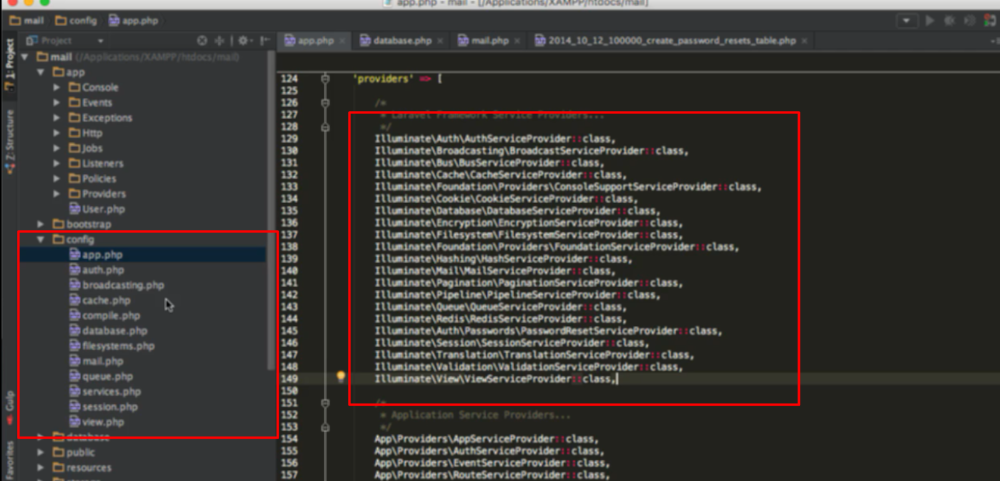 app.php - mail - [/Applications/XAMPP/htdocs/mail]
mail config app.php
1: Project
Z: Structure
Gulp
Favorites
Project
mail (/Applications/XAMPP/htdocs/mail)
app
Console
Events
Exceptions
Http
Jobs
Listeners
Policies
Providers
User.php
bootstrap
config
app.php
auth.php
broadcasting.php
cache.php
compile.php
database.php
filesystems.php
mail.php
queue.php
services.php
session.php
view.php
database
public
resources
app.php database.php mail.php 2014_10_12_100000_create_password_resets_table.php
124 'providers' => [
125
126 /*
127 * Laravel Framework Service Providers...
128 */
129 Illuminate\Auth\AuthServiceProvider::class,
130 Illuminate\Broadcasting\BroadcastServiceProvider::class,
131 Illuminate\Bus\BusServiceProvider::class,
132 Illuminate\Cache\CacheServiceProvider::class,
133 Illuminate\Foundation\Providers\ConsoleSupportServiceProvider::class,
134 Illuminate\Cookie\CookieServiceProvider::class,
135 Illuminate\Database\DatabaseServiceProvider::class,
136 Illuminate\Encryption\EncryptionServiceProvider::class,
137 Illuminate\Filesystem\FilesystemServiceProvider::class,
138 Illuminate\Foundation\Providers\FoundationServiceProvider::class,
139 Illuminate\Hashing\HashServiceProvider::class,
140 Illuminate\Mail\MailServiceProvider::class,
141 Illuminate\Pagination\PaginationServiceProvider::class,
142 Illuminate\Pipeline\PipelineServiceProvider::class,
143 Illuminate\Queue\QueueServiceProvider::class,
144 Illuminate\Redis\RedisServiceProvider::class,
145 Illuminate\Auth\Passwords\PasswordResetServiceProvider::class,
146 Illuminate\Session\SessionServiceProvider::class,
147 Illuminate\Translation\TranslationServiceProvider::class,
148 Illuminate\Validation\ValidationServiceProvider::class,
149 Illuminate\View\ViewServiceProvider::class,
150
151 /*
152 * Application Service Providers...
153 */
154 App\Providers\AppServiceProvider::class,
155 App\Providers\AuthServiceProvider::class,
156 App\Providers\EventServiceProvider::class,
157 App\Providers\RouteServiceProvider::class,